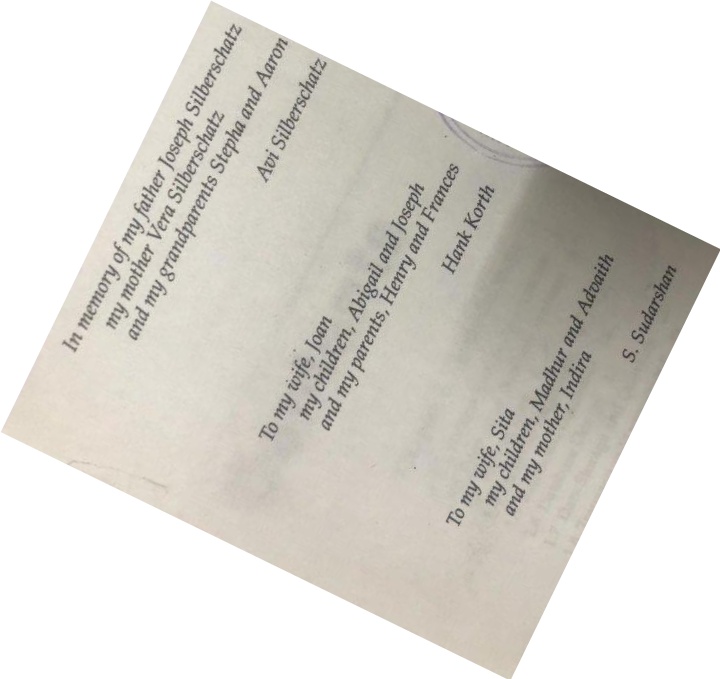 In memory of my father Joseph Silberschatz
my mother Vera Silberschatz
and my grandparents Stepha and Aaron
Avi Silberschatz
To my wife, Joan
my children, Abigail and Joseph
and my parents, Henry and Frances
Hank Korth
To my wife, Sita
my children, Madhur and Advaith
and my mother, Indira
S. Sudarshan